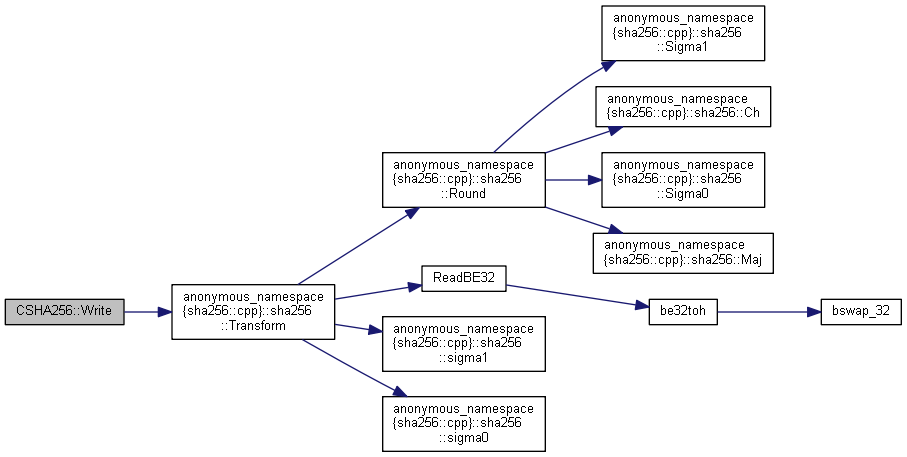 anonymous_namespace
{sha256::cpp}::sha256
::Sigma1
anonymous_namespace
{sha256::cpp}::sha256::Ch
anonymous_namespace
{sha256::cpp}::sha256
::Round
anonymous_namespace
{sha256::cpp}::sha256
::Sigma0
anonymous_namespace
{sha256::cpp}::sha256::Maj
CSHA256::Write
anonymous_namespace
{sha256::cpp}::sha256
::Transform
ReadBE32
be32toh
bswap_32
anonymous_namespace
{sha256::cpp}::sha256
::sigma1
anonymous_namespace
{sha256::cpp}::sha256
::sigma0